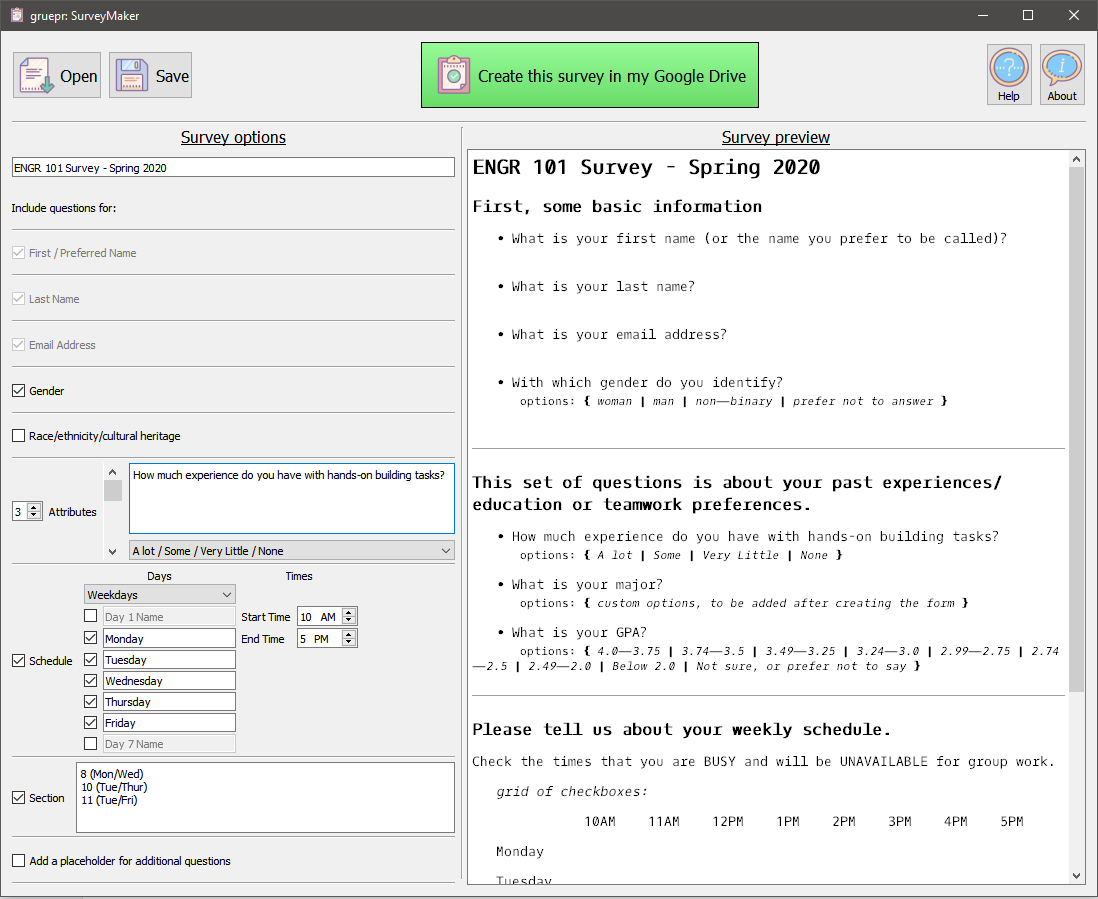 gruepr: SurveyMaker
Open
Save
Create this survey in my Google Drive
Help
About
Survey options
ENGR 101 Survey - Spring 2020
Include questions for:
First / Preferred Name
Last Name
Email Address
Gender
Race/ethnicity/cultural heritage
3 Attributes
How much experience do you have with hands-on building tasks?
A lot / Some / Very Little / None
Days
Times
Weekdays
Day 1 Name
Start Time 10 AM
Monday
End Time 5 PM
Schedule
Tuesday
Wednesday
Thursday
Friday
Day 7 Name
Section
8 (Mon/Wed)
10 (Tue/Thur)
11 (Tue/Fri)
Add a placeholder for additional questions
Survey preview
ENGR 101 Survey - Spring 2020
First, some basic information
• What is your first name (or the name you prefer to be called)?
• What is your last name?
• What is your email address?
• With which gender do you identify?
options: { woman | man | non—binary | prefer not to answer }
This set of questions is about your past experiences/
education or teamwork preferences.
• How much experience do you have with hands-on building tasks?
options: { A lot | Some | Very Little | None }
• What is your major?
options: { custom options, to be added after creating the form }
• What is your GPA?
options: { 4.0—3.75 | 3.74—3.5 | 3.49—3.25 | 3.24—3.0 | 2.99—2.75 | 2.74
—2.5 | 2.49—2.0 | Below 2.0 | Not sure, or prefer not to say }
Please tell us about your weekly schedule.
Check the times that you are BUSY and will be UNAVAILABLE for group work.
grid of checkboxes:
10AM 11AM 12PM 1PM 2PM 3PM 4PM 5PM
Monday
Tuesday